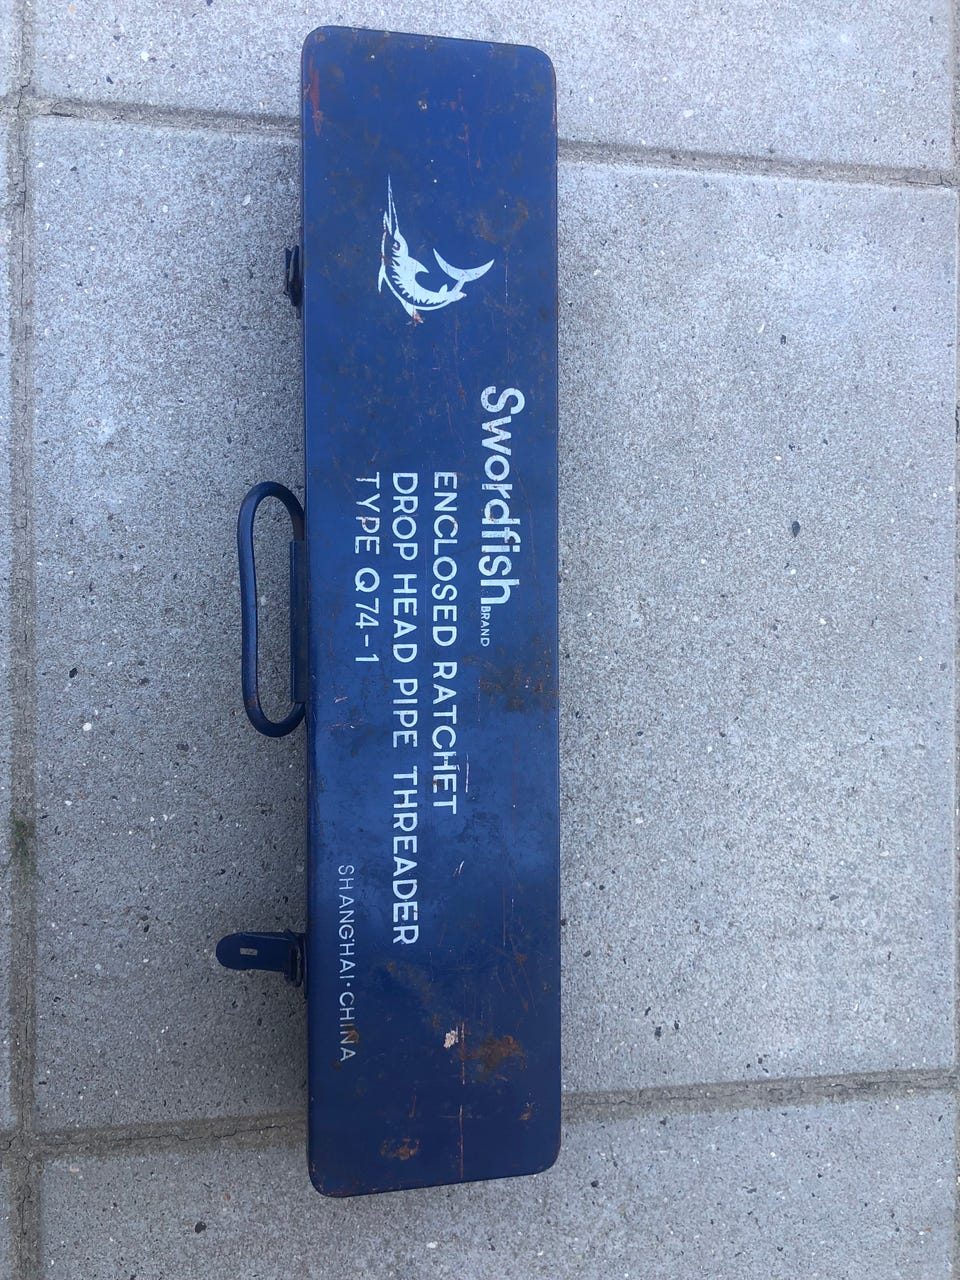 Swordfish BRAND
ENCLOSED RATCHET
DROP HEAD PIPE THREADER
TYPE Q74-1
SHANGHAI·CHINA